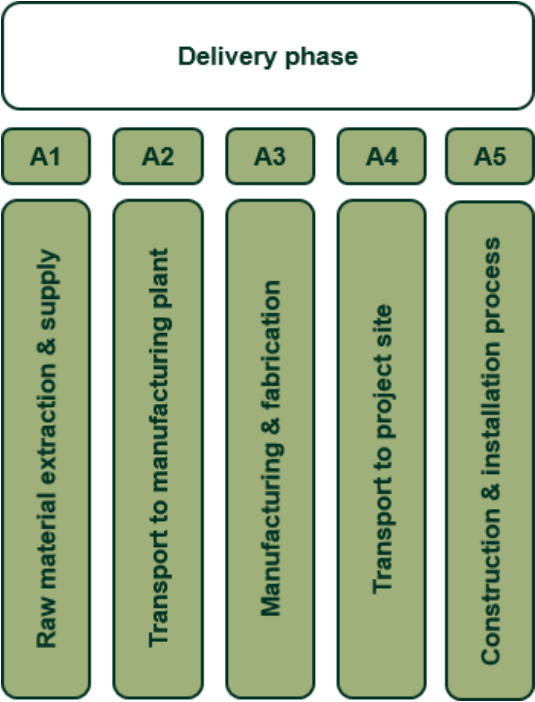 Delivery phase
A1
A2
A3
A4
A5
Raw material extraction & supply
Transport to manufacturing plant
Manufacturing & fabrication
Transport to project site
Construction & installation process